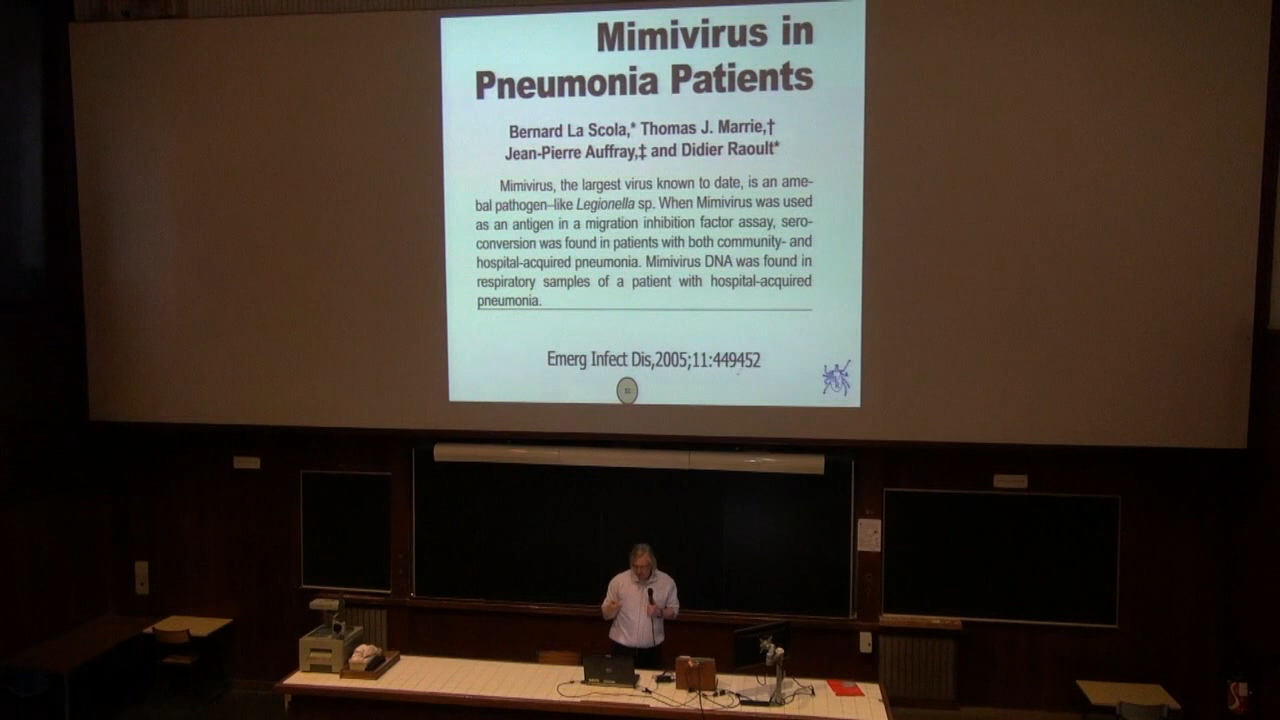 Mimivirus in
Pneumonia Patients
Bernard La Scola,* Thomas J. Marrie,†
Jean-Pierre Auffray,‡ and Didier Raoult*
Mimivirus, the largest virus known to date, is an ame-
bal pathogen–like Legionella sp. When Mimivirus was used
as an antigen in a migration inhibition factor assay, sero-
conversion was found in patients with both community- and
hospital-acquired pneumonia. Mimivirus DNA was found in
respiratory samples of a patient with hospital-acquired
pneumonia.
Emerg Infect Dis,2005;11:449452